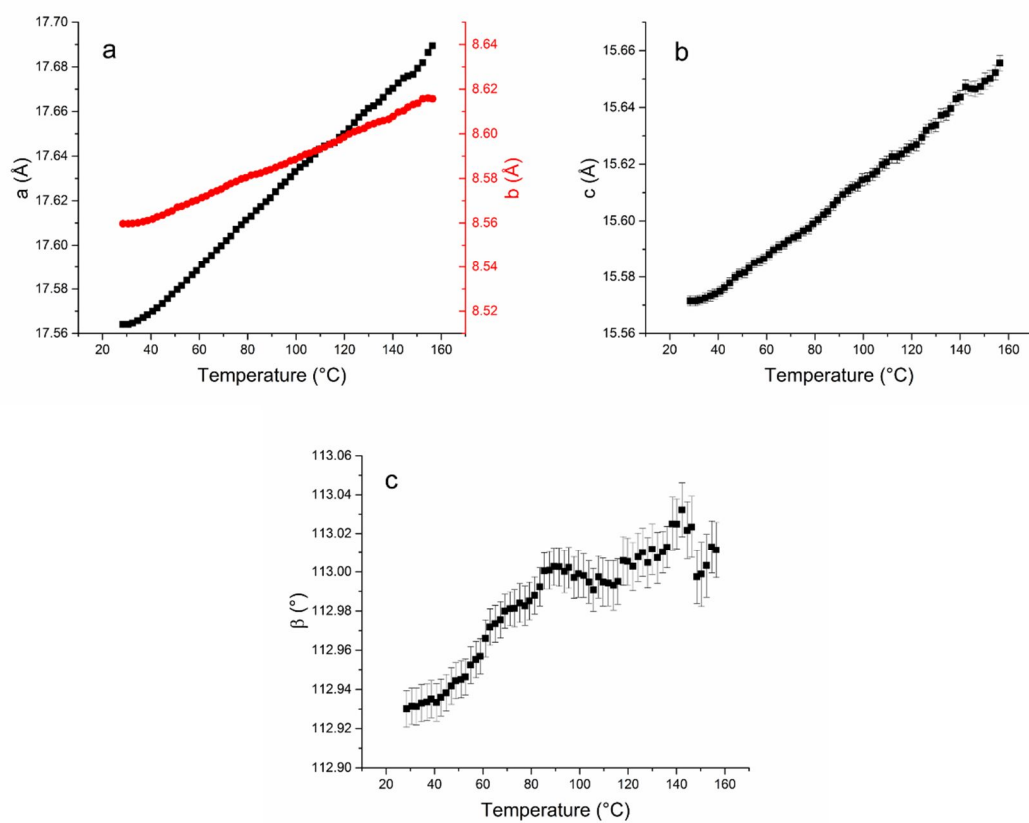 a
17.70
17.68
17.66
17.64
17.62
17.60
17.58
17.56
a (Å)
8.64
8.62
8.60
8.58
8.56
8.54
8.52
b (Å)
20 40 60 80 100 120 140 160
Temperature (°C)
b
15.66
15.64
15.62
15.60
15.58
15.56
c (Å)
20 40 60 80 100 120 140 160
Temperature (°C)
c
113.06
113.04
113.02
113.00
112.98
112.96
112.94
112.92
112.90
β (°)
20 40 60 80 100 120 140 160
Temperature (°C)